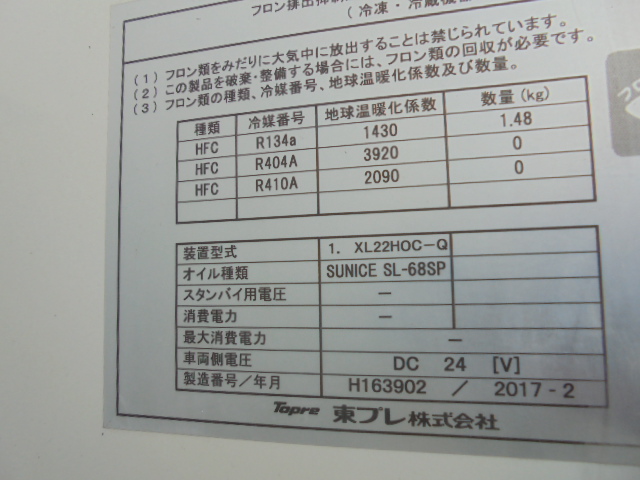 フロン排出抑制
(冷凍・冷蔵機器
(1) フロン類をみだりに大気中に放出することは禁じられています。
(2) この製品を破棄・整備する場合には、フロン類の回収が必要です。
(3) フロン類の種類、冷媒番号、地球温暖化係数及び数量。
種類 冷媒番号 地球温暖化係数 数量(kg)
HFC R134a 1430 1.48
HFC R404A 3920 0
HFC R410A 2090 0
装置型式 1. XL22HOC-Q
オイル種類 SUNICE SL-68SP
スタンバイ用電圧 −
消費電力 −
最大消費電力 −
車両側電圧 DC 24 [V]
製造番号/年月 H163902 / 2017-2
Topre 東プレ株式会社
フロ